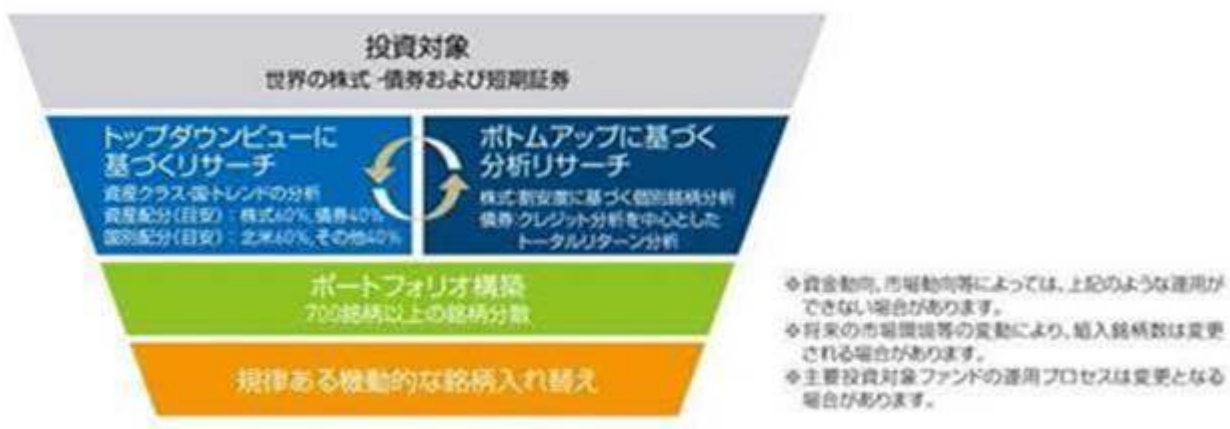 投資対象
世界の株式・債券および短期証券
トップダウンビューに
基づくリサーチ
資産クラス・国トレンドの分析
資産配分(目安)：株式60%、債券40%
国別配分(目安)：北米60%、その他40%
ボトムアップに基づく
分析リサーチ
株式:割安度に基づく個別銘柄分析
債券:クレジット分析を中心とした
トータルリターン分析
ポートフォリオ構築
700銘柄以上の銘柄分散
規律ある機動的な銘柄入れ替え
❖資金動向、市場動向等によっては、上記のような運用が
できない場合があります。
❖将来の市場環境等の変動により、組入銘柄数は変更
される場合があります。
❖主要投資対象ファンドの運用プロセスは変更となる
場合があります。